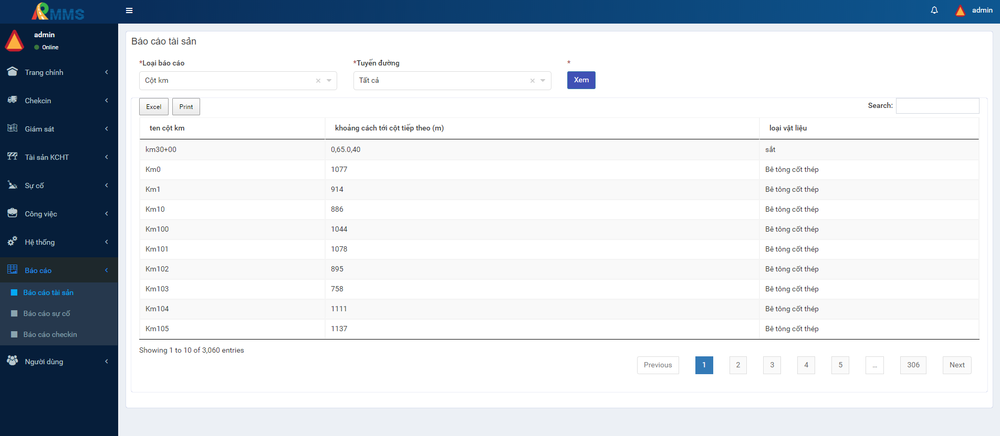 RMMS
admin
admin
Online
Trang chính
Chekcin
Giám sát
Tài sản KCHT
Sự cố
Công việc
Hệ thống
Báo cáo
Báo cáo tài sản
Báo cáo sự cố
Báo cáo checkin
Người dùng
Báo cáo tài sản
*Loại báo cáo *Tuyến đường *
Cột km × Tất cả × Xem
Excel Print Search:
ten cột km khoảng cách tới cột tiếp theo (m) loại vật liệu
km30+00 0,65.0,40 sắt
Km0 1077 Bê tông cốt thép
Km1 914 Bê tông cốt thép
Km10 886 Bê tông cốt thép
Km100 1044 Bê tông cốt thép
Km101 1078 Bê tông cốt thép
Km102 895 Bê tông cốt thép
Km103 758 Bê tông cốt thép
Km104 1111 Bê tông cốt thép
Km105 1137 Bê tông cốt thép
Showing 1 to 10 of 3,060 entries
Previous 1 2 3 4 5 … 306 Next